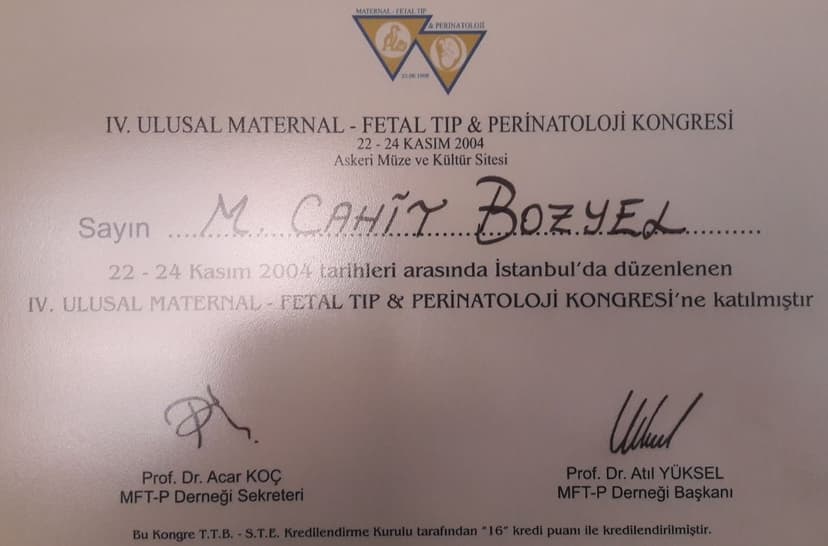 MATERNAL - FETAL TIP
& PERİNATOLOJİ
IV. ULUSAL MATERNAL - FETAL TIP & PERİNATOLOJİ KONGRESİ
22 - 24 KASIM 2004
Askeri Müze ve Kültür Sitesi
Sayın M. CAHİT BOZYEL
22 - 24 Kasım 2004 tarihleri arasında İstanbul'da düzenlenen
IV. ULUSAL MATERNAL - FETAL TIP & PERİNATOLOJİ KONGRESİ'ne katılmıştır
Prof. Dr. Acar KOÇ
MFT-P Derneği Sekreteri
Prof. Dr. Atıl YÜKSEL
MFT-P Derneği Başkanı
Bu Kongre T.T.B. - S.T.E. Kredilendirme Kurulu tarafından "16" kredi puanı ile kredilendirilmiştir.